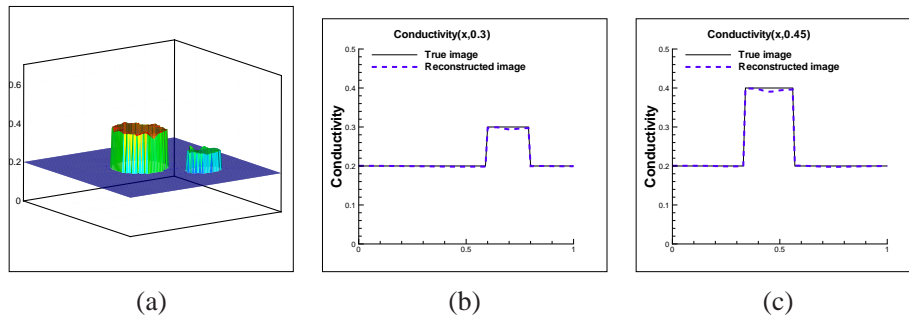 0.6
0.4
0.2
0
(a)
Conductivity(x,0.3)
True image
Reconstructed image
Conductivity
0.5
0.4
0.3
0.2
0.1
0
0
0.5
1
(b)
Conductivity(x,0.45)
True image
Reconstructed image
Conductivity
0.5
0.4
0.3
0.2
0.1
0
0
0.5
1
(c)